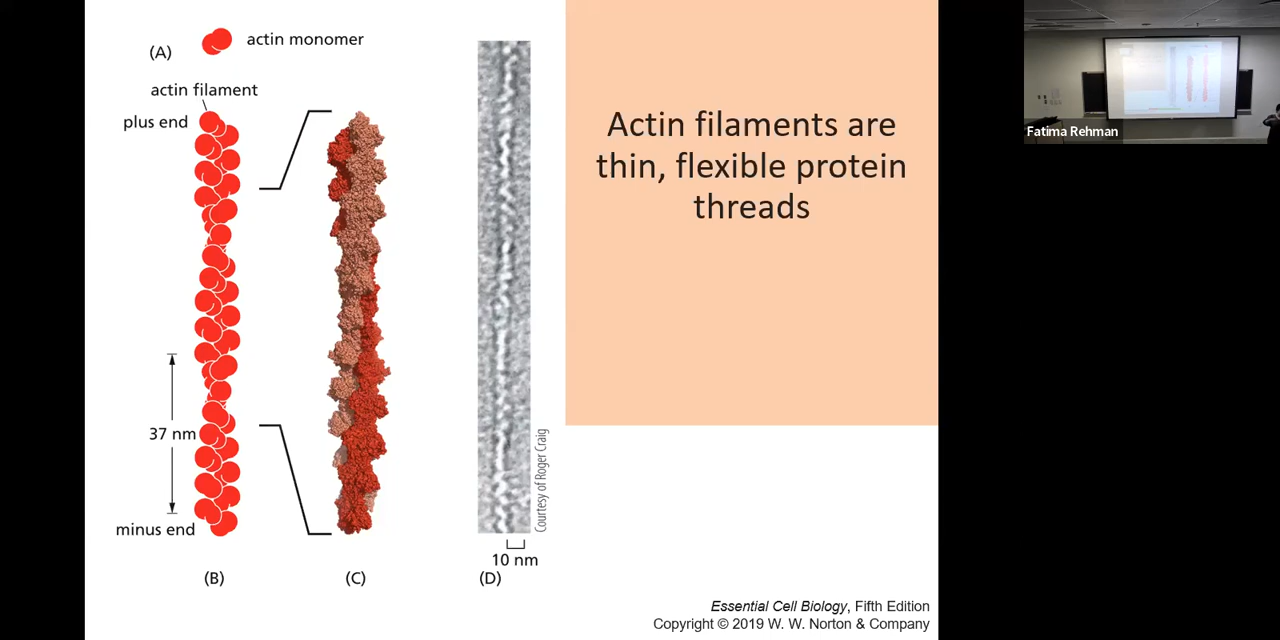 (A)
actin monomer
actin filament
plus end
37 nm
minus end
(B)
(C)
Courtesy of Roger Craig
10 nm
(D)
Actin filaments are
thin, flexible protein
threads
Essential Cell Biology, Fifth Edition
Copyright © 2019 W. W. Norton & Company
Fatima Rehman